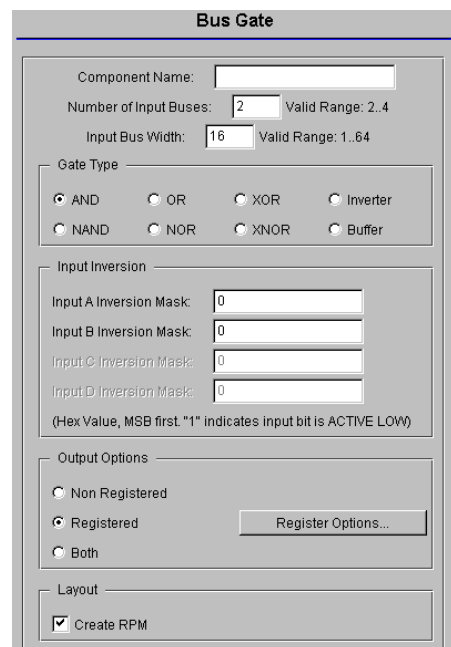 Bus Gate
Component Name:
Number of Input Buses: 2 Valid Range: 2..4
Input Bus Width: 16 Valid Range: 1..64
Gate Type
AND OR XOR Inverter
NAND NOR XNOR Buffer
Input Inversion
Input A Inversion Mask: 0
Input B Inversion Mask: 0
Input C Inversion Mask: 0
Input D Inversion Mask: 0
(Hex Value, MSB first. "1" indicates input bit is ACTIVE LOW)
Output Options
Non Registered
Registered Register Options...
Both
Layout
Create RPM